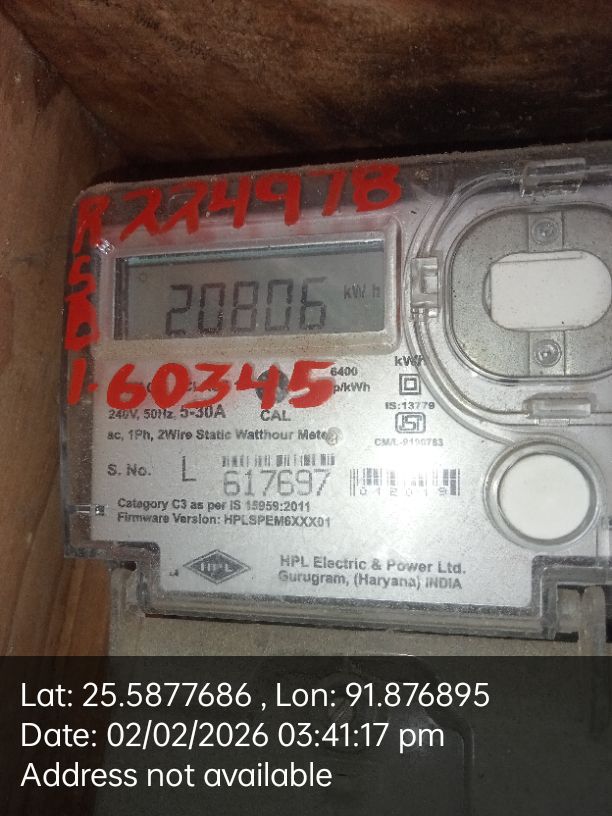 R 224978
S
D
20806 kW h
1.60345
6400
p/kWh
kWh
240V, 50Hz, 5-30A
CAL
IS:13779
ac, 1Ph, 2Wire Static Watthour Meter
S. No. L 617697
012019
Category C3 as per IS 15959:2011
Firmware Version: HPLSPEM6XXX01
HPL
HPL Electric & Power Ltd.
Gurugram, (Haryana) INDIA
Lat: 25.5877686 , Lon: 91.876895
Date: 02/02/2026 03:41:17 pm
Address not available